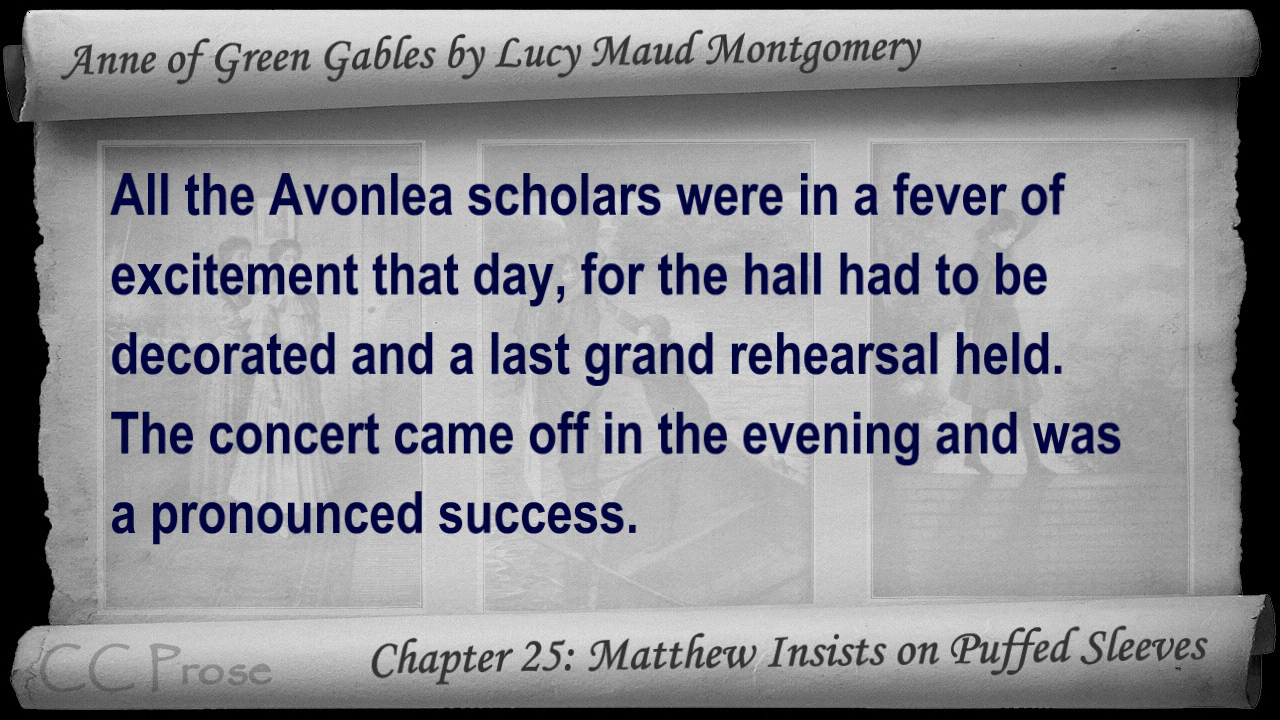 Anne of Green Gables by Lucy Maud Montgomery
All the Avonlea scholars were in a fever of
excitement that day, for the hall had to be
decorated and a last grand rehearsal held.
The concert came off in the evening and was
a pronounced success.
CC Prose
Chapter 25: Matthew Insists on Puffed Sleeves